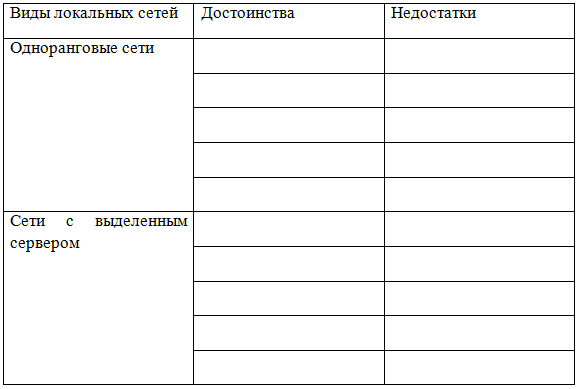 Виды локальных сетей Достоинства Недостатки
Одноранговые сети
Сети с выделенным
сервером